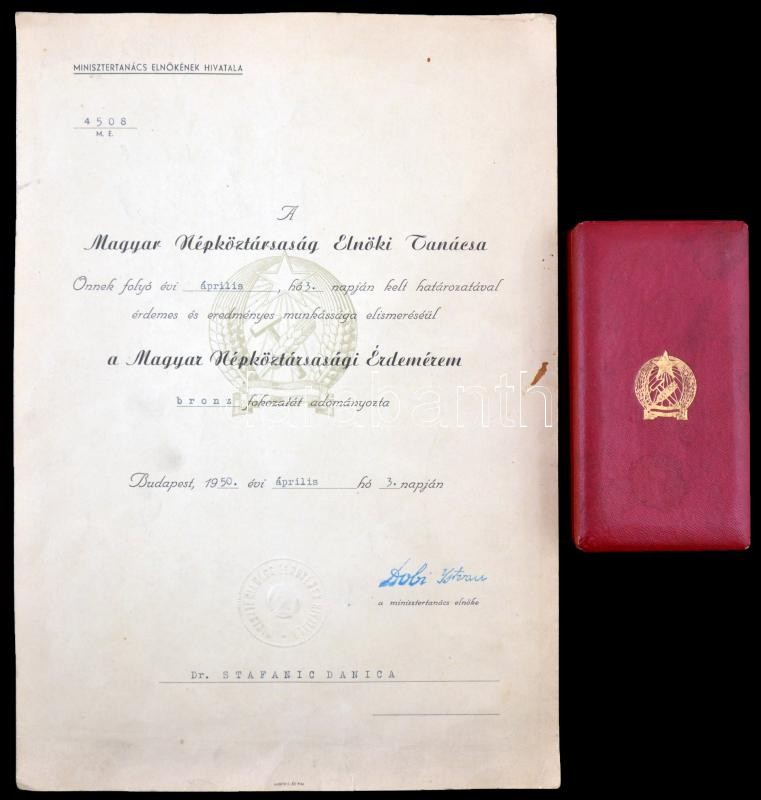 MINISZTERTANÁCS ELNÖKÉNEK HIVATALA
4508
M. E.
A
Magyar Népköztársaság Elnöki Tanácsa
Önnek folyó évi április, hó 3. napján kelt határozatával
érdemes és eredményes munkássága elismeréséül
a Magyar Népköztársasági Érdemérem
bronz fokozatát adományozta
Budapest, 1950. évi április hó 3. napján
Dobi István
a minisztertanács elnöke
Dr. STAFANIC DANICA